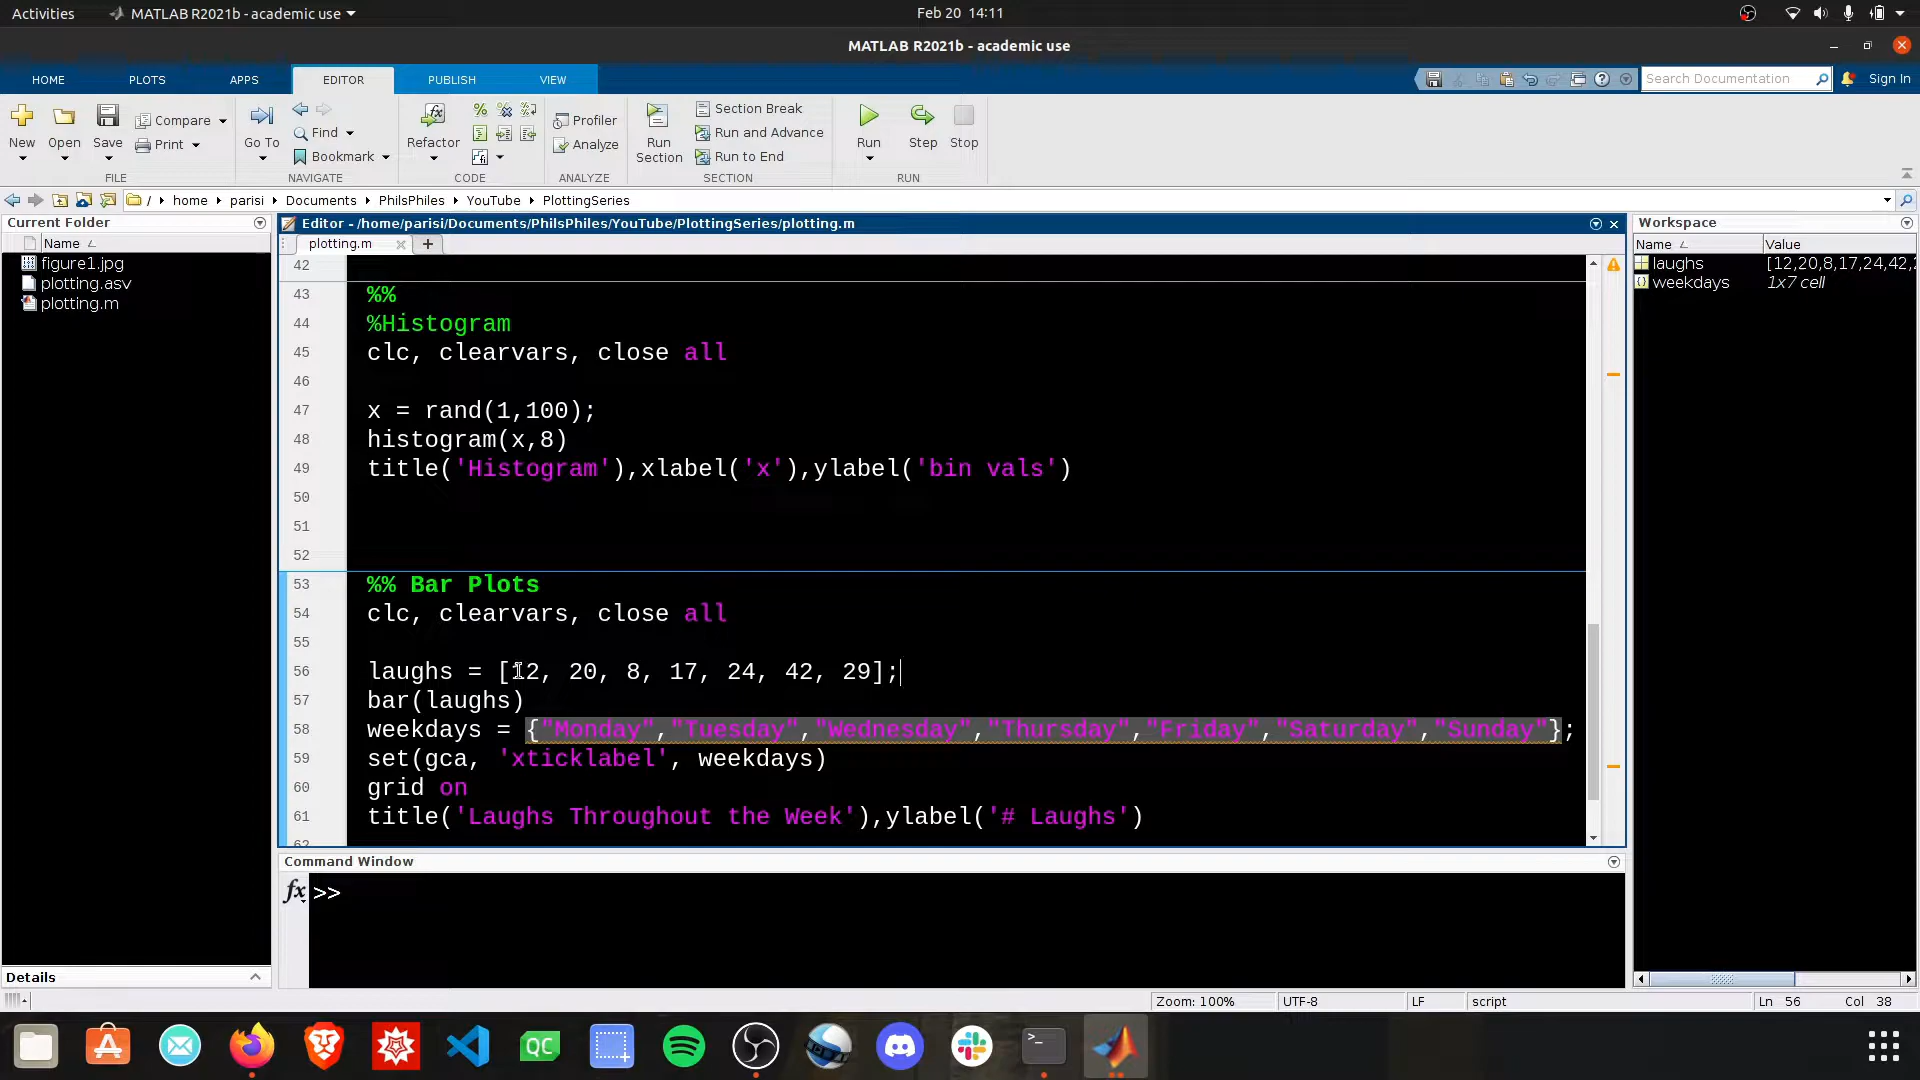 Activities MATLAB R2021b - academic use Feb 20 14:11
MATLAB R2021b - academic use
HOME PLOTS APPS EDITOR PUBLISH VIEW Search Documentation Sign In
New Open Save Compare Print FILE
Go To Find Bookmark NAVIGATE
Refactor CODE
Profiler Analyze ANALYZE
Run Section Section Break Run and Advance Run to End SECTION
Run Step Stop RUN
/ home parisi Documents PhilsPhiles YouTube PlottingSeries
Current Folder
Name
figure1.jpg
plotting.asv
plotting.m
Details
Editor - /home/parisi/Documents/PhilsPhiles/YouTube/PlottingSeries/plotting.m
plotting.m
42
43 %%
44 %Histogram
45 clc, clearvars, close all
46
47 x = rand(1,100);
48 histogram(x,8)
49 title('Histogram'),xlabel('x'),ylabel('bin vals')
50
51
52
53 %% Bar Plots
54 clc, clearvars, close all
55
56 laughs = [12, 20, 8, 17, 24, 42, 29];
57 bar(laughs)
58 weekdays = {"Monday","Tuesday","Wednesday","Thursday","Friday","Saturday","Sunday"};
59 set(gca, 'xticklabel', weekdays)
60 grid on
61 title('Laughs Throughout the Week'),ylabel('# Laughs')
62
Command Window
fx >>
Workspace
Name Value
laughs [12,20,8,17,24,42,
weekdays 1x7 cell
Zoom: 100% UTF-8 LF script Ln 56 Col 38
QC >_